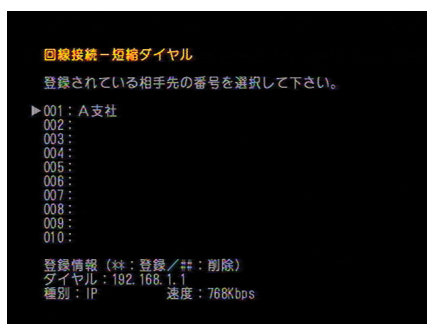 回線接続－短縮ダイヤル
登録されている相手先の番号を選択して下さい。
▶001：A支社
002：
003：
004：
005：
006：
007：
008：
009：
010：
登録情報（**：登録／##：削除）
ダイヤル：192.168.1.1
種別：IP 速度：768Kbps